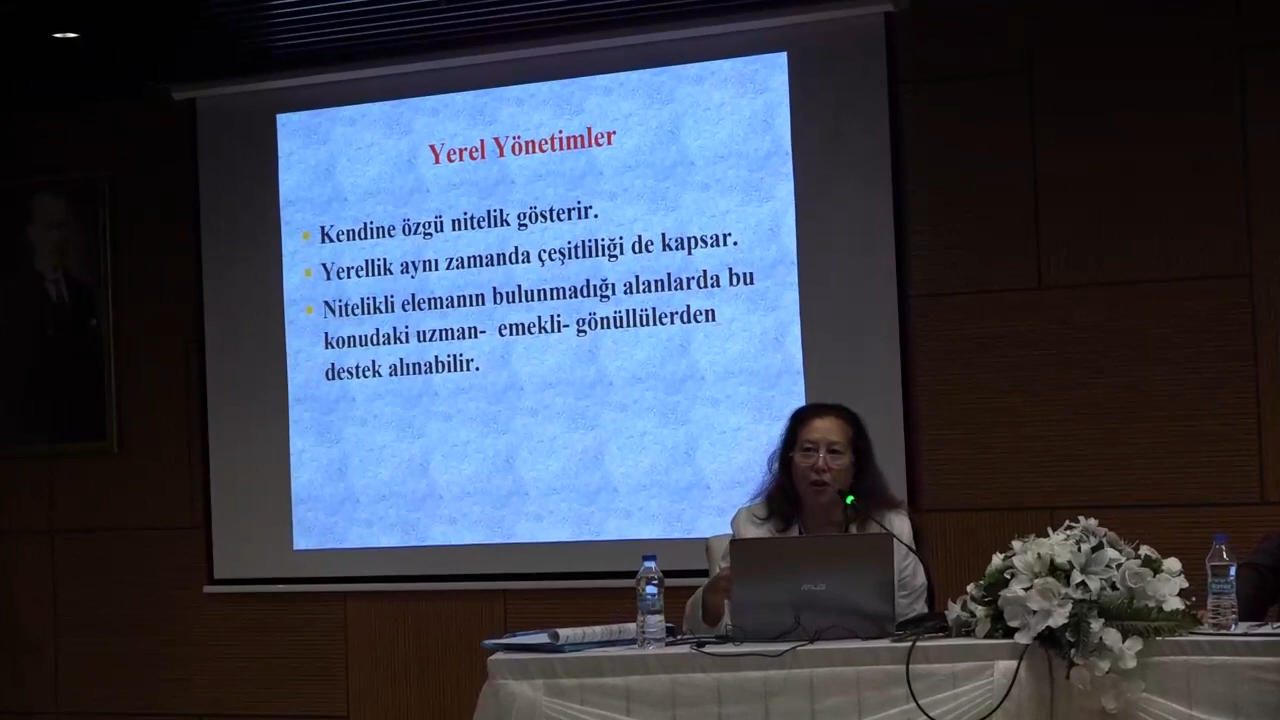 Yerel Yönetimler
Kendine özgü nitelik gösterir.
Yerellik aynı zamanda çeşitliliği de kapsar.
Nitelikli elemanın bulunmadığı alanlarda bu
konudaki uzman- emekli- gönüllülerden
destek alınabilir.
ASUS